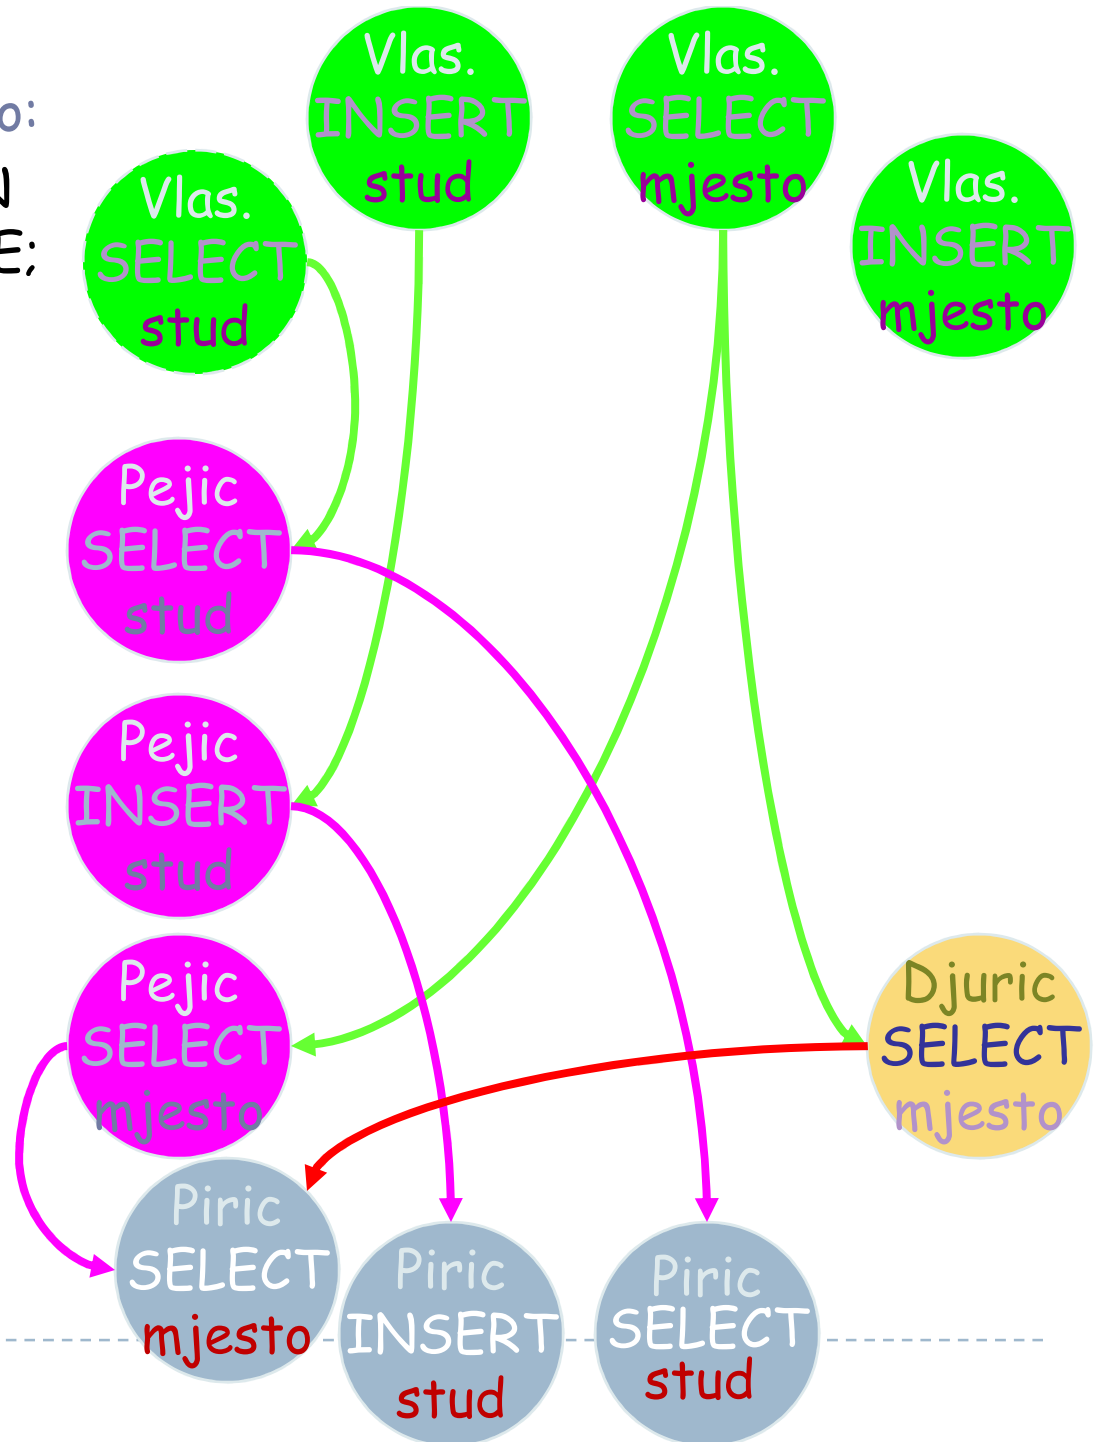 o:
N
E;
Vlas.
INSERT
stud
Vlas.
SELECT
mjesto
Vlas.
SELECT
stud
Vlas.
INSERT
mjesto
Pejic
SELECT
stud
Pejic
INSERT
stud
Pejic
SELECT
mjesto
Djuric
SELECT
mjesto
Piric
SELECT
mjesto
Piric
INSERT
stud
Piric
SELECT
stud